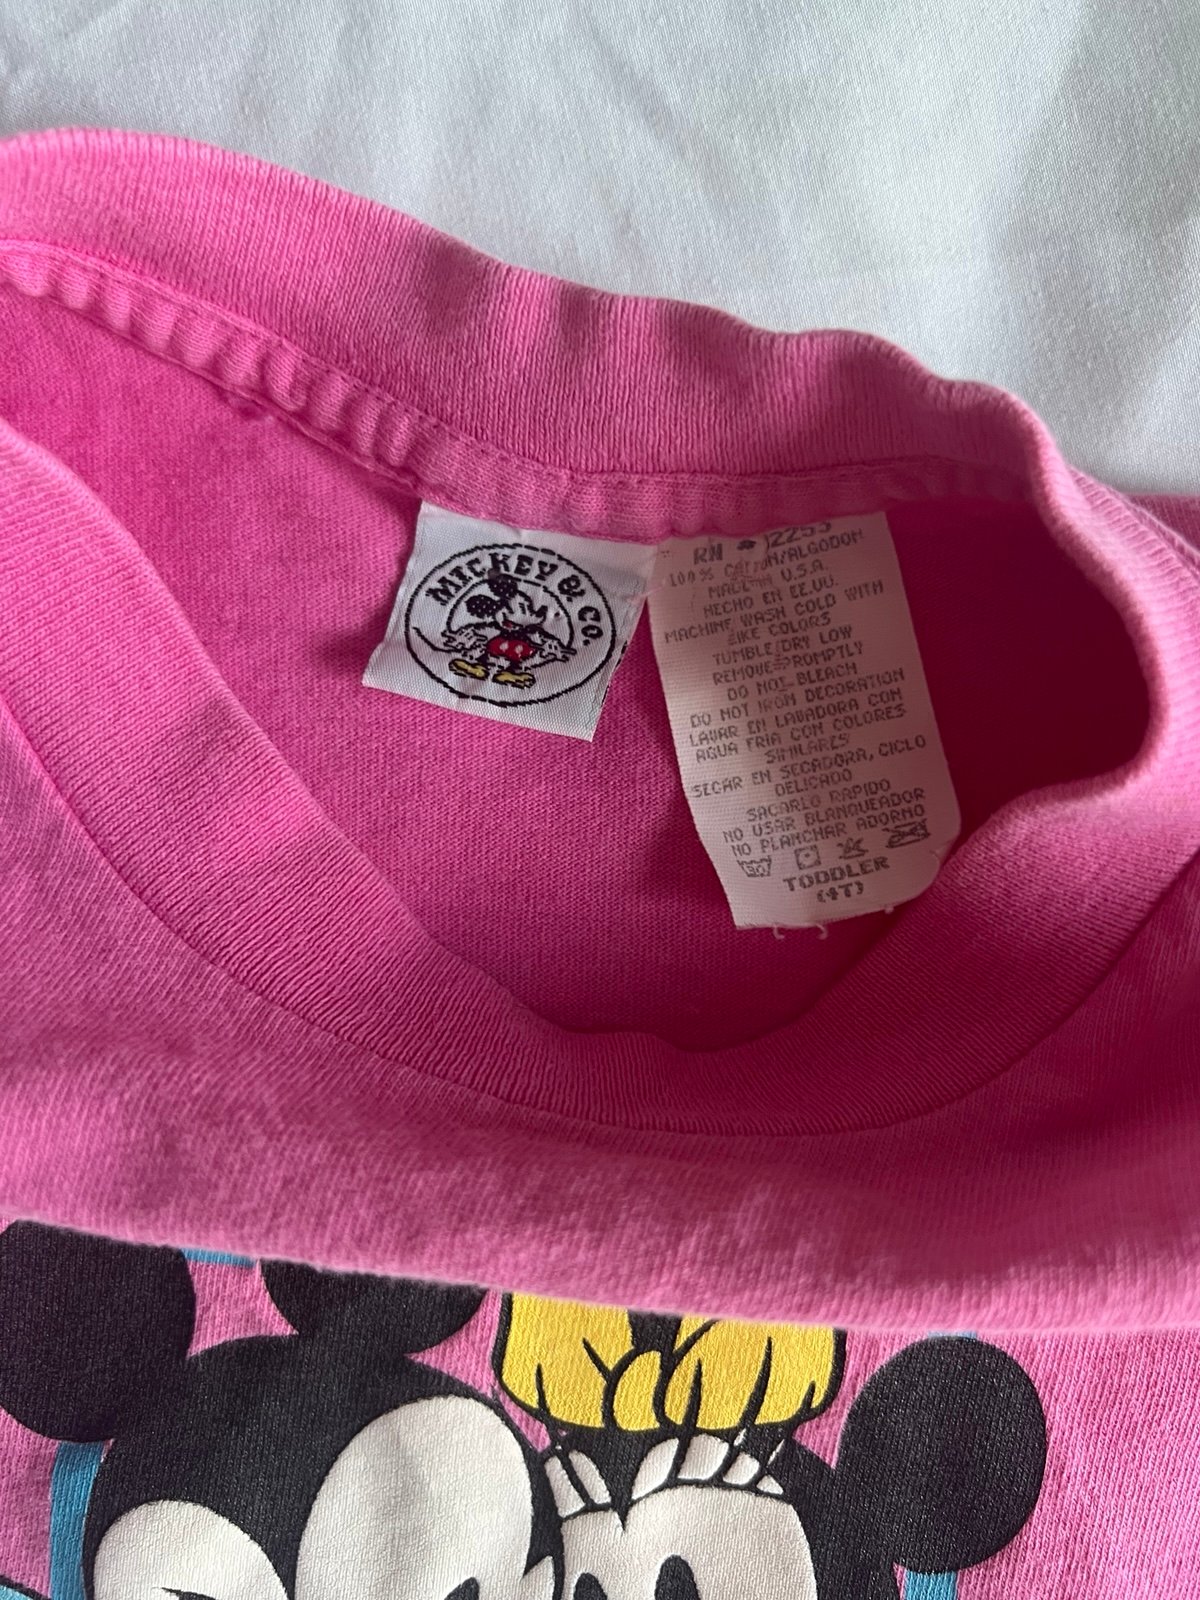 MICKEY & CO.
RN
100% COTTON/ALGODON
MADE IN U.S.A.
HECHO EN EE.UU.
MACHINE WASH COLD WITH
LIKE COLORS
TUMBLE DRY LOW
REMOVE PROMPTLY
DO NOT BLEACH
DO NOT IRON DECORATION
LAVAR EN LAVADORA CON
AGUA FRIA CON COLORES
SIMILARES
SECAR EN SECADORA, CICLO
DELICADO
SACARLO RAPIDO
NO USAR BLANQUEADOR
NO PLANCHAR ADORNO
TODDLER
(4T)